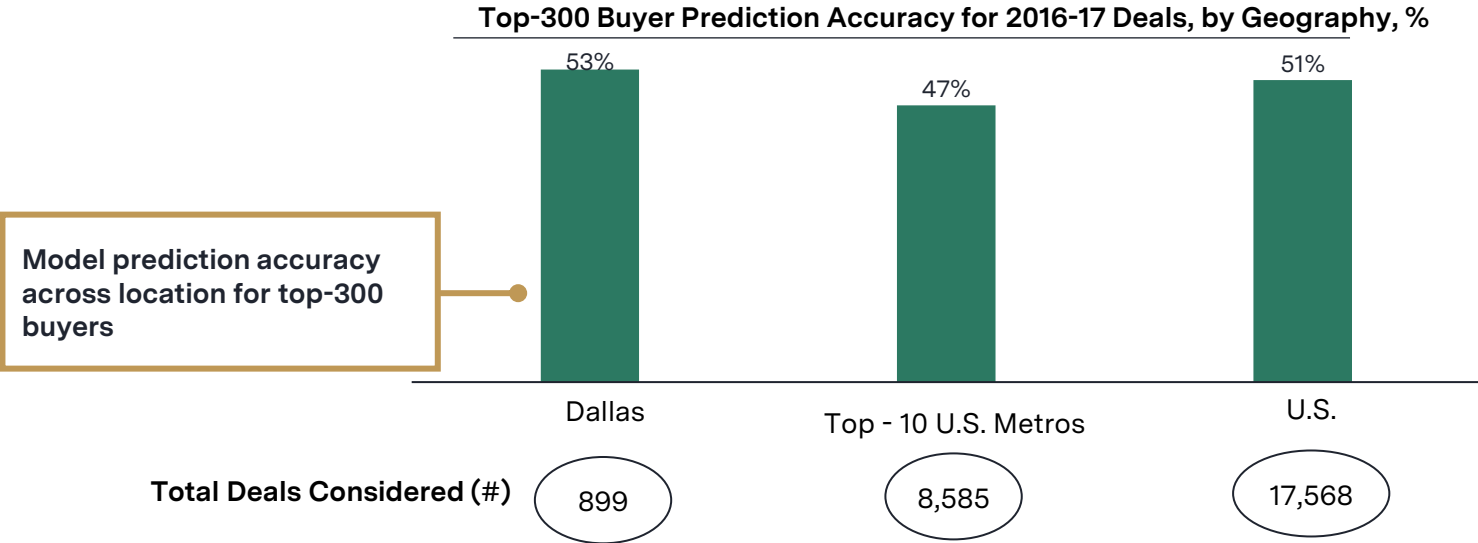 Top-300 Buyer Prediction Accuracy for 2016-17 Deals, by Geography, %
53%
47%
51%
Model prediction accuracy
across location for top-300
buyers
Dallas
Top - 10 U.S. Metros
U.S.
Total Deals Considered (#)
899
8,585
17,568